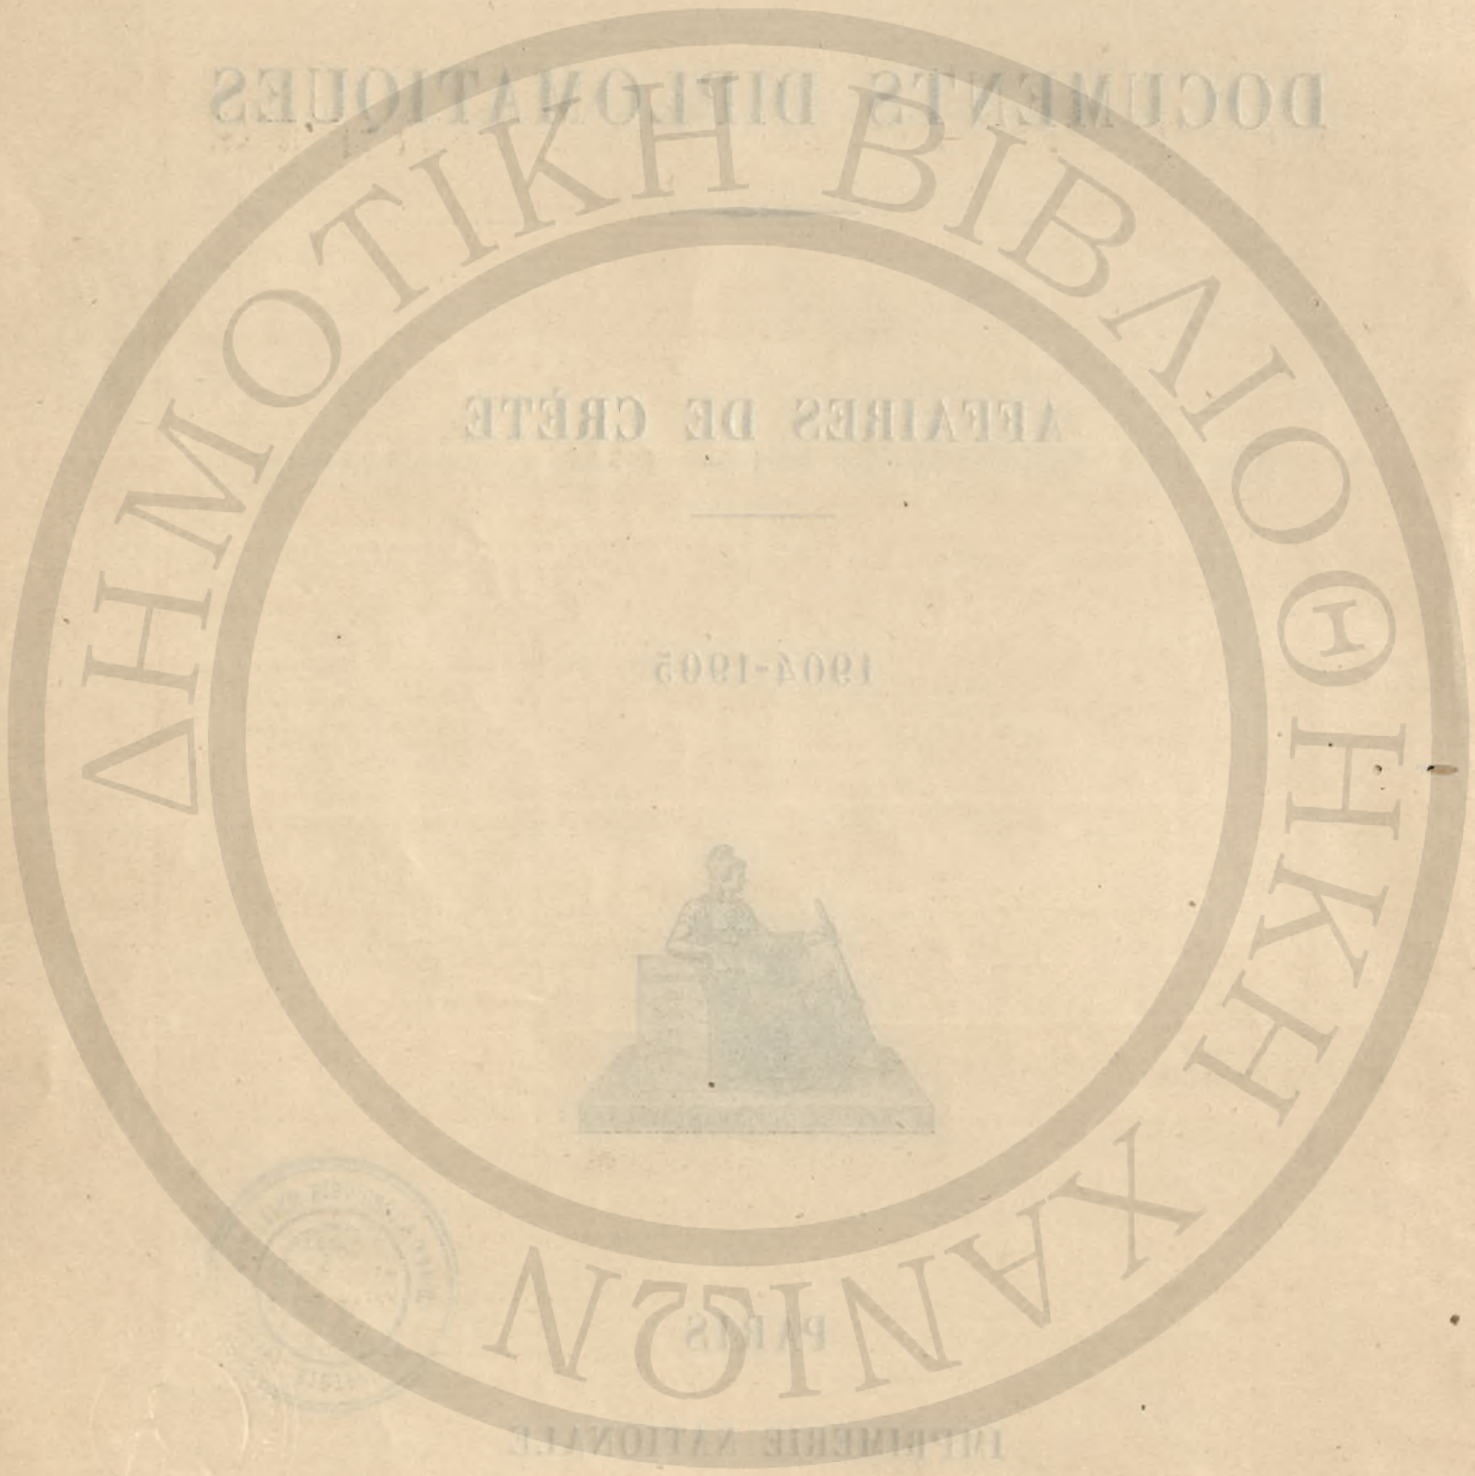 DOCUMENTS DIPLOMATIQUES
AFFAIRES DE CRÈTE
1904-1905
PARIS
IMPRIMERIE NATIONALE
ΔΗΜΟΤΙΚΗ ΒΙΒΛΙΟΘΗΚΗ ΧΑΝΙΩΝ